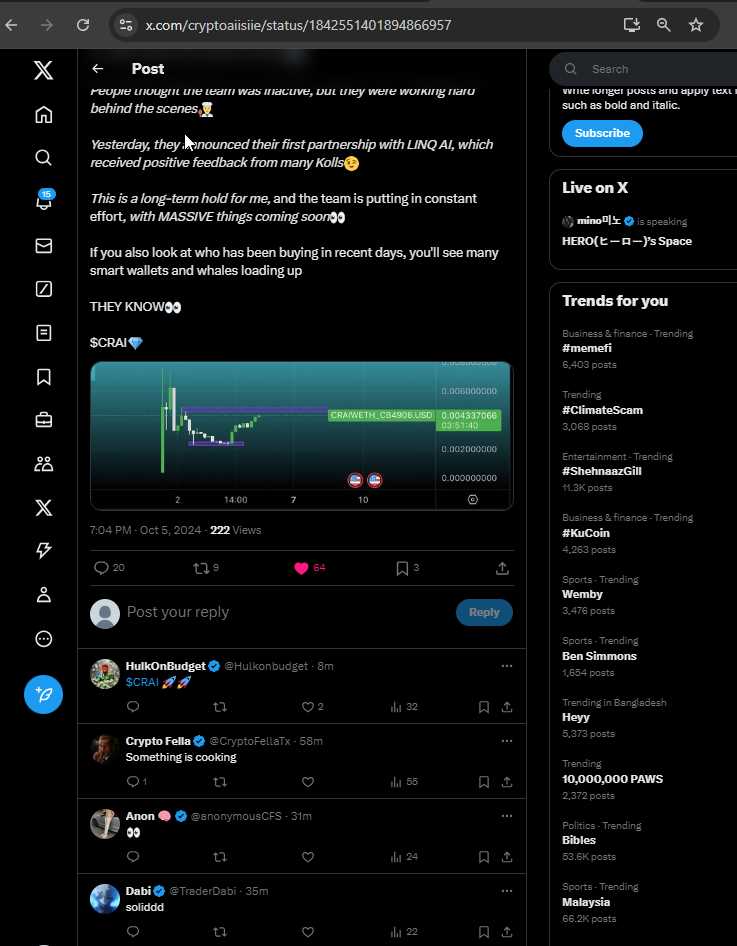 x.com/cryptoaiisiie/status/1842551401894866957
Post
People thought the team was inactive, but they were working hard
behind the scenes👨‍🍳
Yesterday, they announced their first partnership with LINQ AI, which
received positive feedback from many Kolls😉
This is a long-term hold for me, and the team is putting in constant
effort, with MASSIVE things coming soon👀
If you also look at who has been buying in recent days, you'll see many
smart wallets and whales loading up
THEY KNOW👀
$CRAI💎
0.006000000
CRAIWETH_CB4906.USD
0.004337066
03:51:40
0.002000000
0.000000000
2 14:00 7 10
7:04 PM · Oct 5, 2024 · 222 Views
20 9 64 3
Post your reply
Reply
HulkOnBudget @Hulkonbudget · 8m
$CRAI 🚀🚀
2 32
Crypto Fella @CryptoFellaTx · 58m
Something is cooking
1 55
Anon 🧠 @anonymousCFS · 31m
👀
24
Dabi @TraderDabi · 35m
soliddd
22
15
Search
Write longer posts and apply text
such as bold and italic.
Subscribe
Live on X
mino미노 is speaking
HERO(ヒーロー)'s Space
Trends for you
Business & finance · Trending
#memefi
6,403 posts
Trending
#ClimateScam
3,068 posts
Entertainment · Trending
#ShehnaazGill
11.3K posts
Business & finance · Trending
#KuCoin
4,263 posts
Sports · Trending
Wemby
3,476 posts
Sports · Trending
Ben Simmons
1,654 posts
Trending in Bangladesh
Heyy
5,373 posts
Trending
10,000,000 PAWS
2,372 posts
Politics · Trending
Bibles
53.6K posts
Sports · Trending
Malaysia
66.2K posts